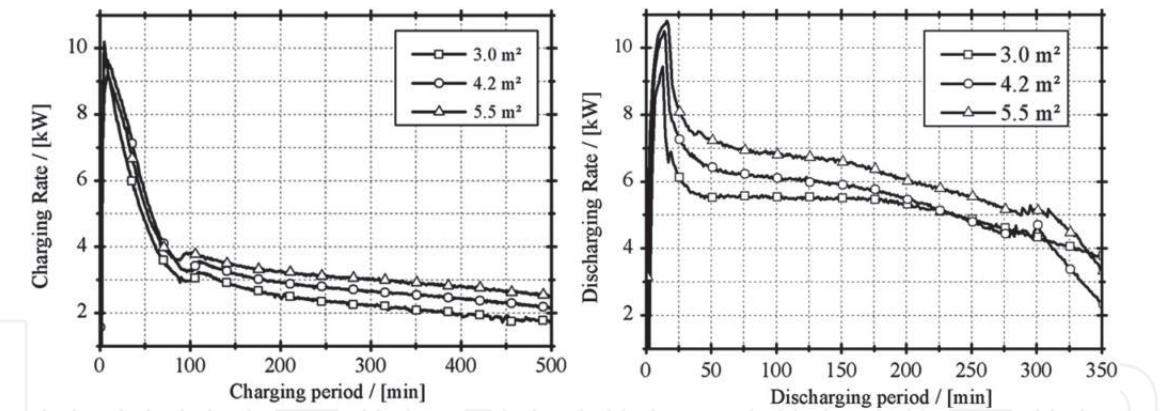 Charging Rate / [kW]
10
8
6
4
2
3.0 m²
4.2 m²
5.5 m²
0 100 200 300 400 500
Charging period / [min]
Discharging Rate / [kW]
10
8
6
4
2
3.0 m²
4.2 m²
5.5 m²
0 50 100 150 200 250 300 350
Discharging period / [min]